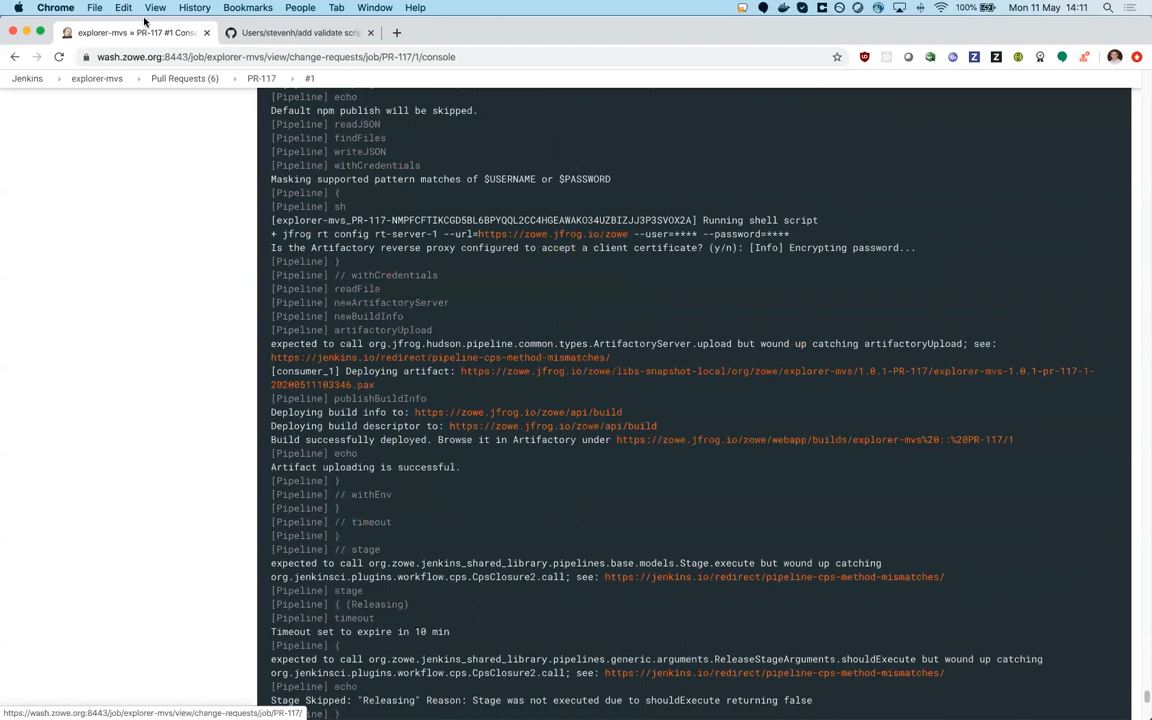 Chrome File Edit View History Bookmarks People Tab Window Help 100% Mon 11 May 14:11
explorer-mvs » PR-117 #1 Cons Users/stevenh/add validate scri
wash.zowe.org:8443/job/explorer-mvs/view/change-requests/job/PR-117/1/console
Jenkins explorer-mvs Pull Requests (6) PR-117 #1
[Pipeline] echo
Default npm publish will be skipped.
[Pipeline] readJSON
[Pipeline] findFiles
[Pipeline] writeJSON
[Pipeline] withCredentials
Masking supported pattern matches of $USERNAME or $PASSWORD
[Pipeline] {
[Pipeline] sh
[explorer-mvs_PR-117-NMPFCFTIKCGD5BL6BPYQQL2CC4HGEAWAKO34UZBIZJJ3P3SVOX2A] Running shell script
+ jfrog rt config rt-server-1 --url=https://zowe.jfrog.io/zowe --user=**** --password=****
Is the Artifactory reverse proxy configured to accept a client certificate? (y/n): [Info] Encrypting password...
[Pipeline] }
[Pipeline] // withCredentials
[Pipeline] readFile
[Pipeline] newArtifactoryServer
[Pipeline] newBuildInfo
[Pipeline] artifactoryUpload
expected to call org.jfrog.hudson.pipeline.common.types.ArtifactoryServer.upload but wound up catching artifactoryUpload; see:
https://jenkins.io/redirect/pipeline-cps-method-mismatches/
[consumer_1] Deploying artifact: https://zowe.jfrog.io/zowe/libs-snapshot-local/org/zowe/explorer-mvs/1.0.1-PR-117/explorer-mvs-1.0.1-pr-117-1-
20200511103346.pax
[Pipeline] publishBuildInfo
Deploying build info to: https://zowe.jfrog.io/zowe/api/build
Deploying build descriptor to: https://zowe.jfrog.io/zowe/api/build
Build successfully deployed. Browse it in Artifactory under https://zowe.jfrog.io/zowe/webapp/builds/explorer-mvs%20::%20PR-117/1
[Pipeline] echo
Artifact uploading is successful.
[Pipeline] }
[Pipeline] // withEnv
[Pipeline] }
[Pipeline] // timeout
[Pipeline] }
[Pipeline] // stage
expected to call org.zowe.jenkins_shared_library.pipelines.base.models.Stage.execute but wound up catching
org.jenkinsci.plugins.workflow.cps.CpsClosure2.call; see: https://jenkins.io/redirect/pipeline-cps-method-mismatches/
[Pipeline] stage
[Pipeline] { (Releasing)
[Pipeline] timeout
Timeout set to expire in 10 min
[Pipeline] {
expected to call org.zowe.jenkins_shared_library.pipelines.generic.arguments.ReleaseStageArguments.shouldExecute but wound up catching
org.jenkinsci.plugins.workflow.cps.CpsClosure2.call; see: https://jenkins.io/redirect/pipeline-cps-method-mismatches/
[Pipeline] echo
Stage Skipped: "Releasing" Reason: Stage was not executed due to shouldExecute returning false
https://wash.zowe.org:8443/job/explorer-mvs/view/change-requests/job/PR-117/ line] }